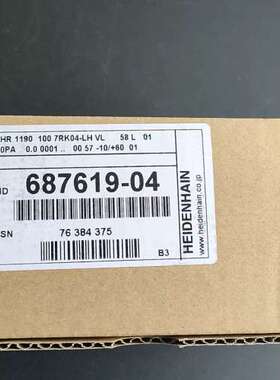 HR 1190 100 7RK04-LH VL 58 L 01
0PA 0.0 0001 .. 00 57 -10/+60 01
ID 687619-04
SN 76 384 375
B3
HEIDENHAIN
www.heidenhain.co.jp